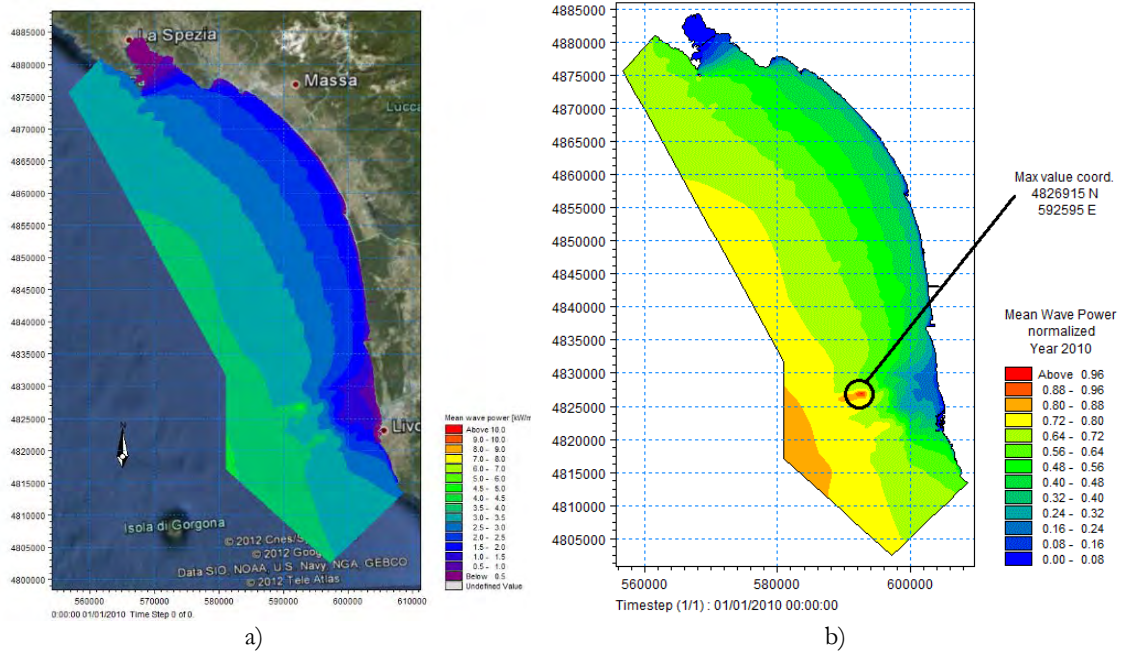 4885000
4880000
4875000
4870000
4865000
4860000
4855000
4850000
4845000
4840000
4835000
4830000
4825000
4820000
4815000
4810000
4805000
4800000
La Spezia
Massa
Lucca
Livo
N
Isola di Gorgona
© 2012 Cnes/S
© 2012 Goog
Data SIO, NOAA, U.S. Navy, NGA, GEBCO
© 2012 Tele Atlas
560000 570000 580000 590000 600000 610000
0:00:00 01/01/2010 Time Step 0 of 0.
Mean wave power [kW/m
Above 10.0
9.0 - 10.0
8.0 - 9.0
7.0 - 8.0
6.0 - 7.0
5.0 - 6.0
4.5 - 5.0
4.0 - 4.5
3.5 - 4.0
3.0 - 3.5
2.5 - 3.0
2.0 - 2.5
1.5 - 2.0
1.0 - 1.5
0.5 - 1.0
Below 0.5
Undefined Value
a)
4885000
4880000
4875000
4870000
4865000
4860000
4855000
4850000
4845000
4840000
4835000
4830000
4825000
4820000
4815000
4810000
4805000
560000 580000 600000
Timestep (1/1) : 01/01/2010 00:00:00
Max value coord.
4826915 N
592595 E
Mean Wave Power
normalized
Year 2010
Above 0.96
0.88 - 0.96
0.80 - 0.88
0.72 - 0.80
0.64 - 0.72
0.56 - 0.64
0.48 - 0.56
0.40 - 0.48
0.32 - 0.40
0.24 - 0.32
0.16 - 0.24
0.08 - 0.16
0.00 - 0.08
b)